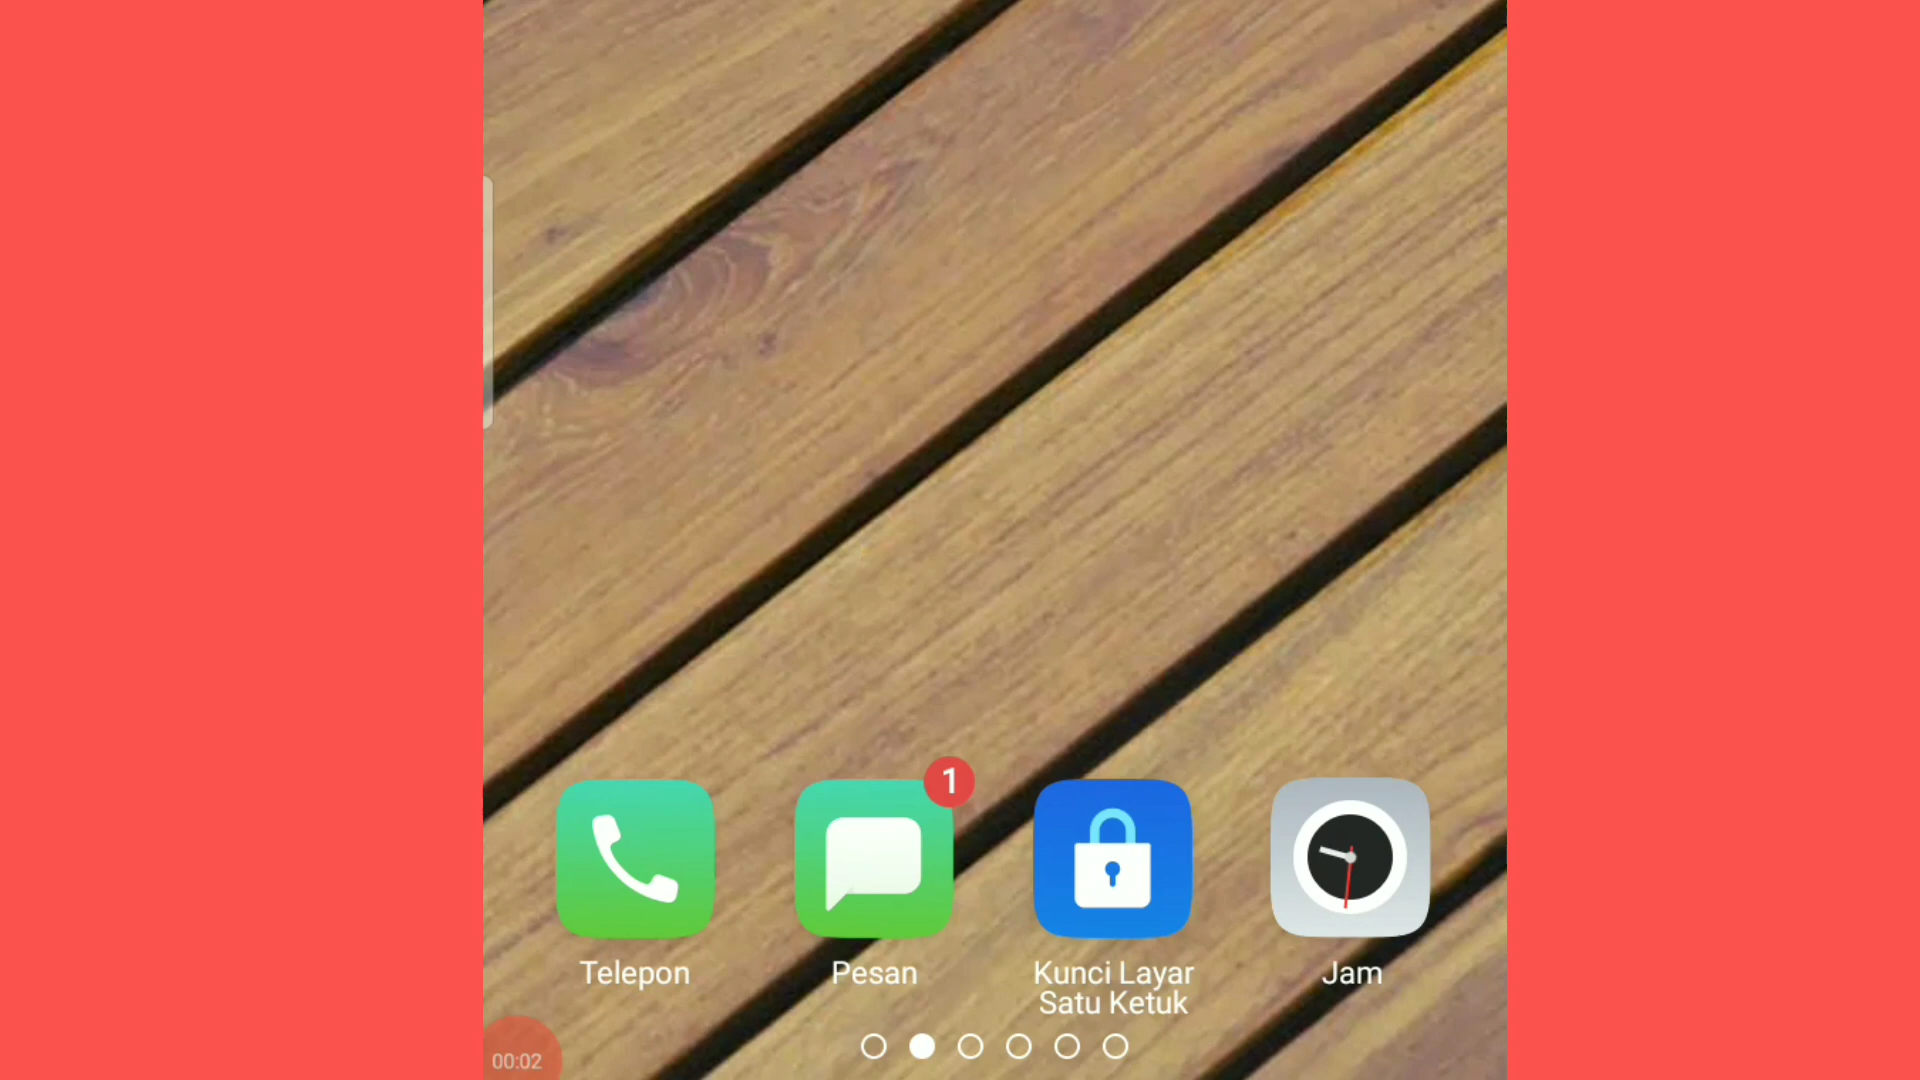 1
Telepon
Pesan
Kunci Layar
Satu Ketuk
Jam
00:02